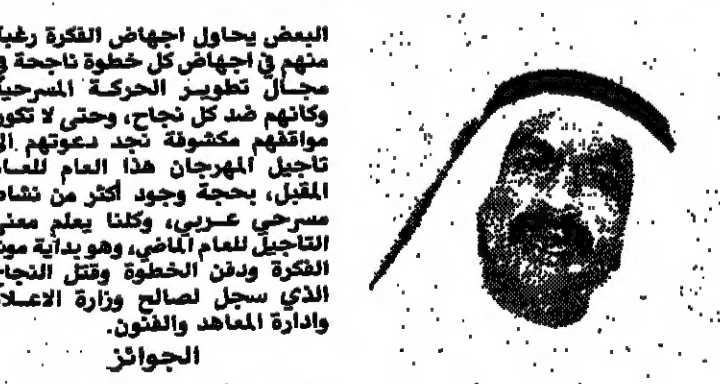 البعض يحاول اجهاض الفكرة رغبة
منهم في اجهاض كل خطوة ناجحة في
مجال تطوير الحركة المسرحية
وكانهم ضد كل نجاح، وحتى لا تكون
مواقفهم مكشوفة نجد دعوتهم الى
تاجيل المهرجان هذا العام للعام
المقبل، بحجة وجود أكثر من نشاط
مسرحي عربي، وكلنا يعلم معنى
التاجيل للعام الماضي، وهو بداية موت
الفكرة ودفن الخطوة وقتل النجاح
الذي سجل لصالح وزارة الاعلام
وادارة المعاهد والفنون.
الجوائز